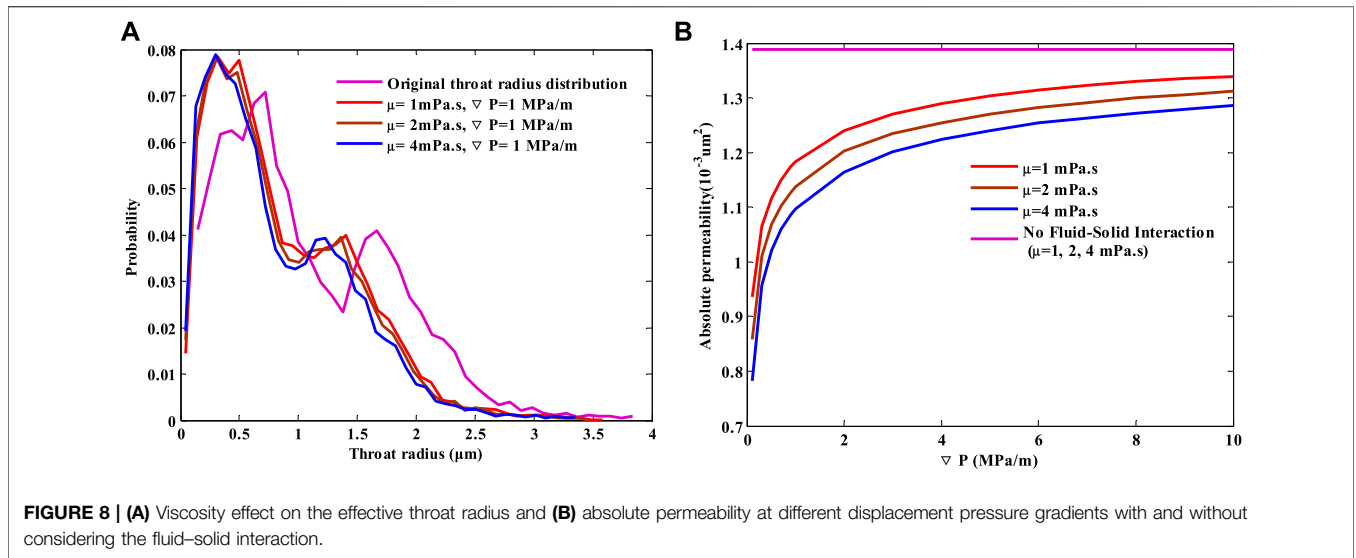 A
0.08
0.07
0.06
0.05
0.04
0.03
0.02
0.01
0
Probability
0 0.5 1 1.5 2 2.5 3 3.5 4
Throat radius (μm)
Original throat radius distribution
μ= 1mPa.s, ▽ P=1 MPa/m
μ= 2mPa.s, ▽ P=1 MPa/m
μ= 4mPa.s, ▽ P= 1 MPa/m
B
1.4
1.3
1.2
1.1
1
0.9
0.8
0.7
Absolute permeability(10⁻³um²)
0 2 4 6 8 10
▽ P (MPa/m)
μ=1 mPa.s
μ=2 mPa.s
μ=4 mPa.s
No Fluid-Solid Interaction
(μ=1, 2, 4 mPa.s)
FIGURE 8 | (A) Viscosity effect on the effective throat radius and (B) absolute permeability at different displacement pressure gradients with and without
considering the fluid–solid interaction.